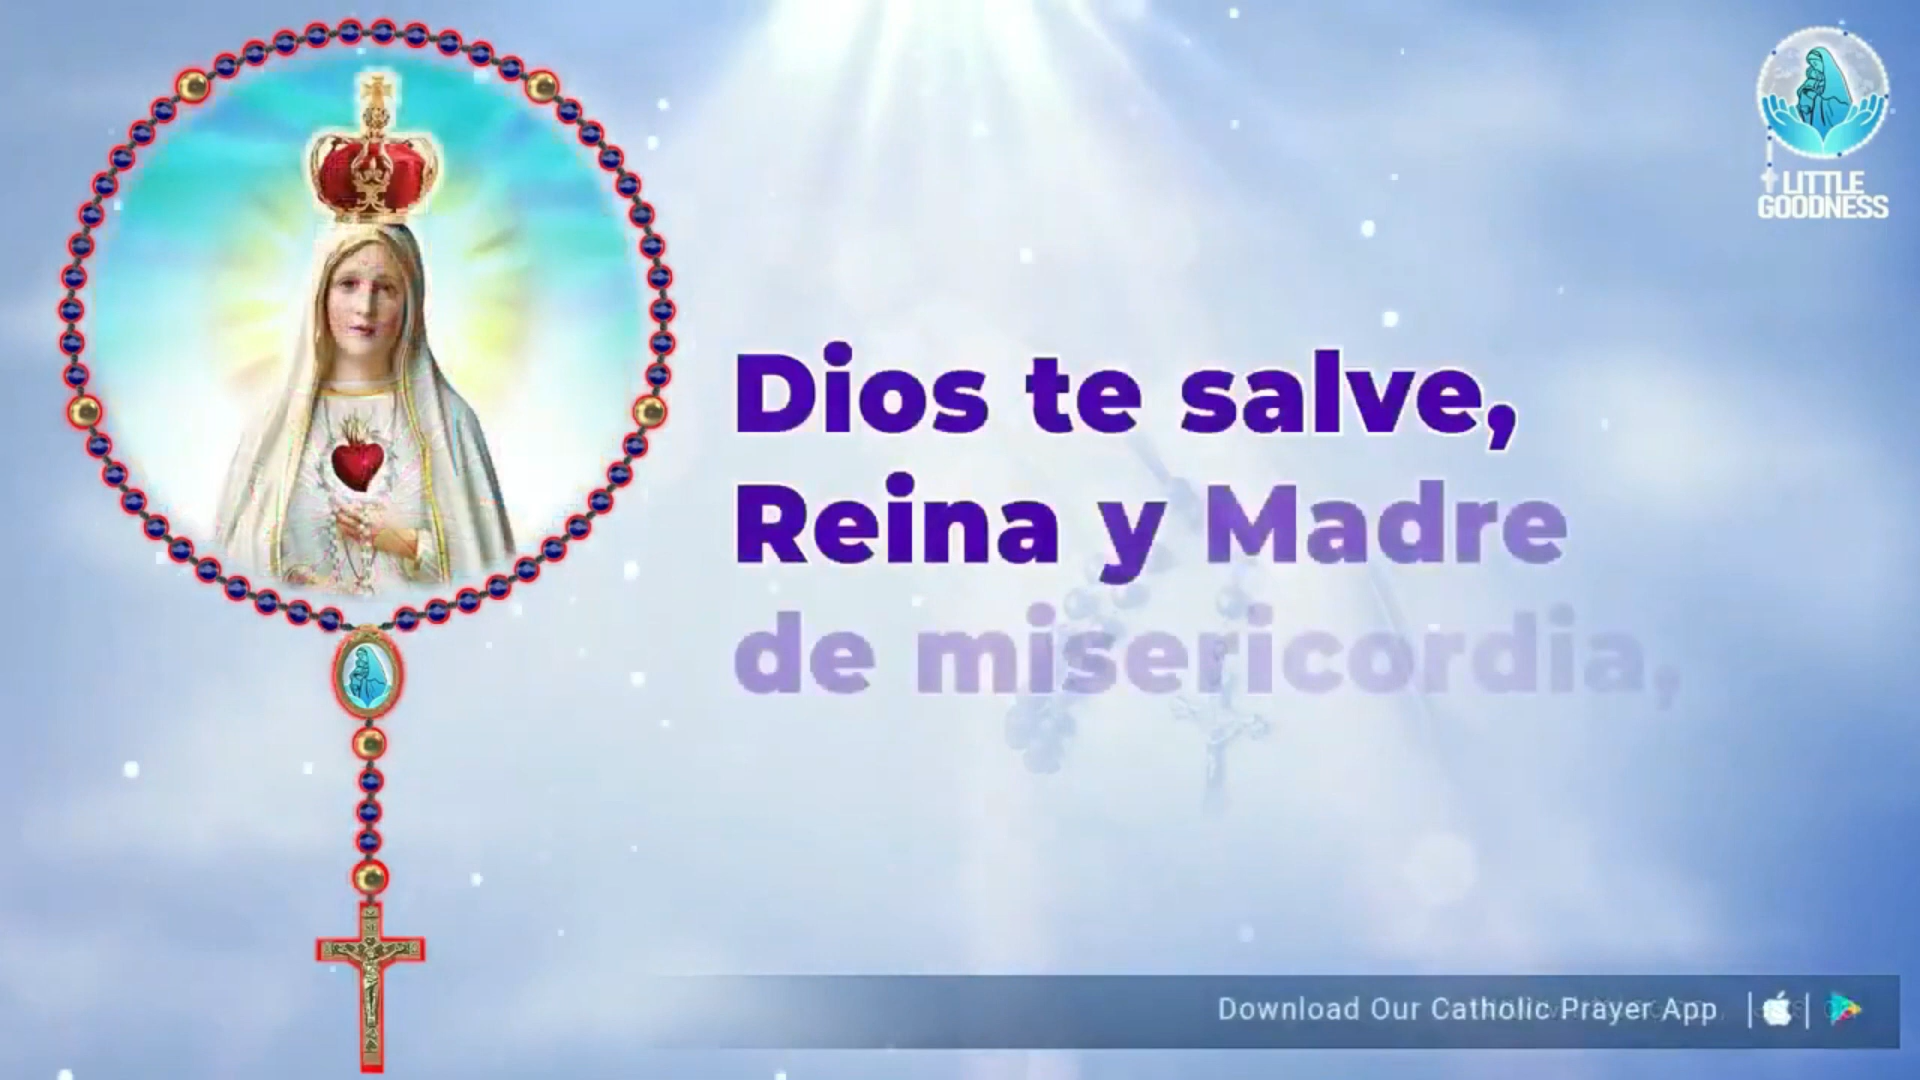 LITTLE
GOODNESS
Dios te salve,
Reina y Madre
de misericordia,
Download Our Catholic Prayer App